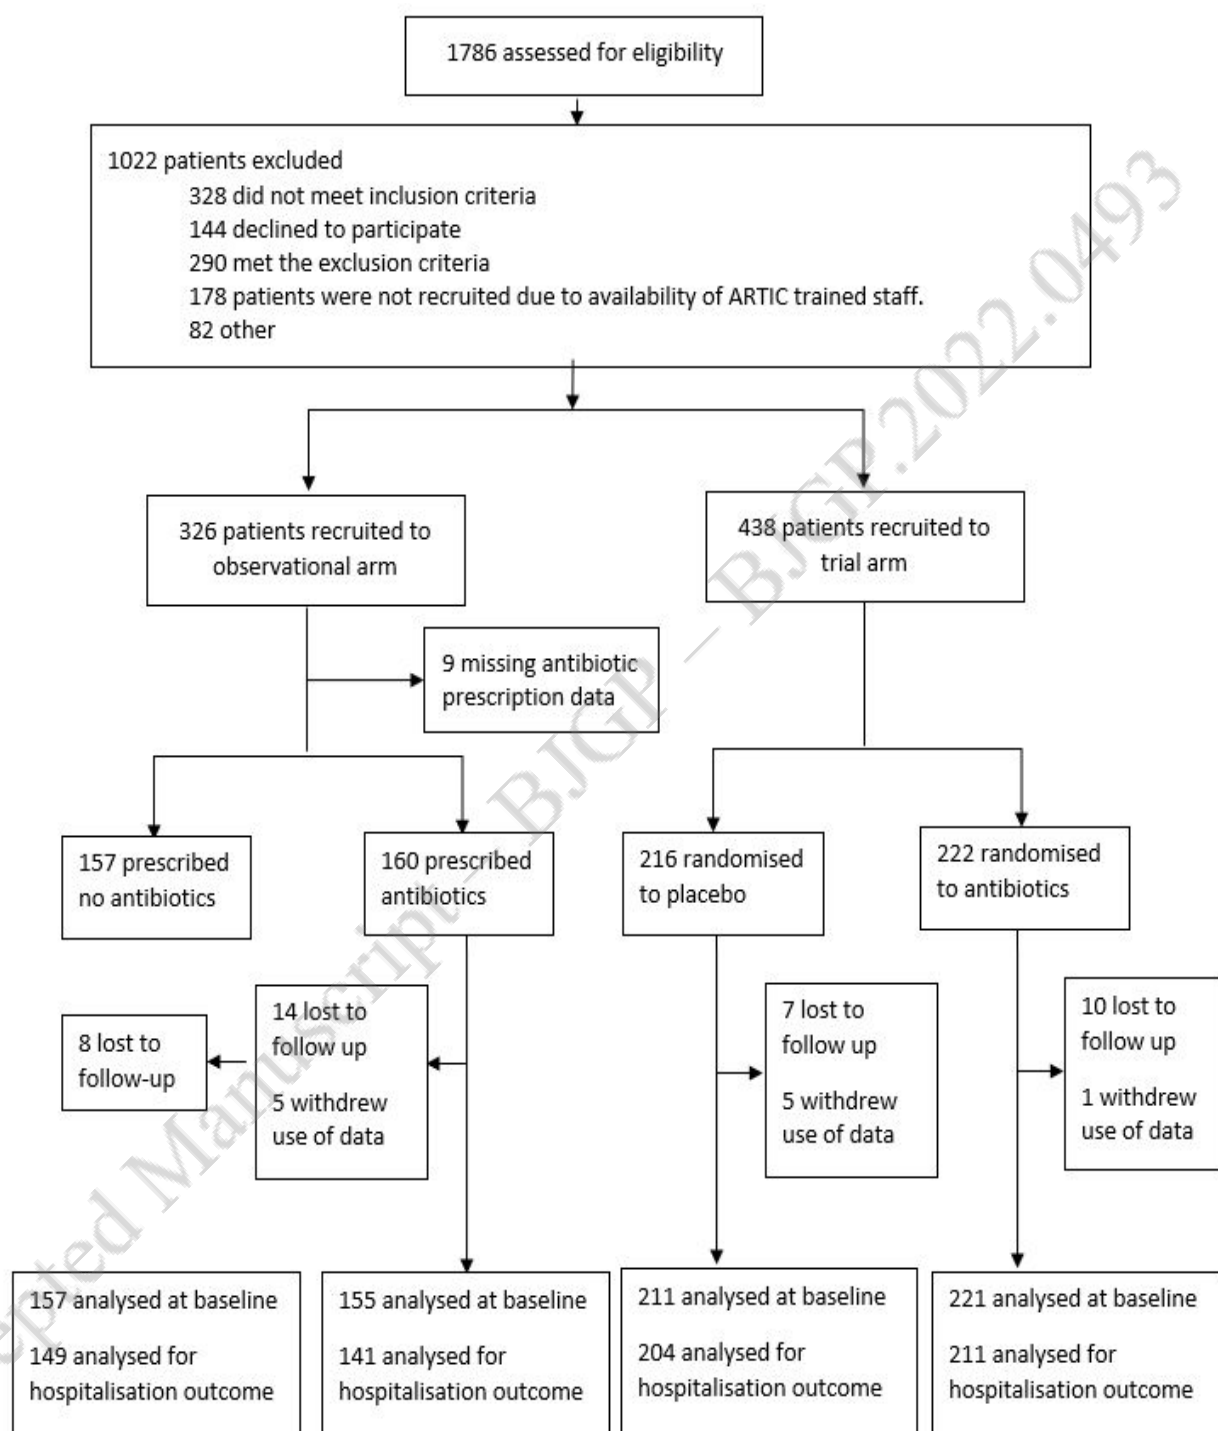 1786 assessed for eligibility
1022 patients excluded
328 did not meet inclusion criteria
144 declined to participate
290 met the exclusion criteria
178 patients were not recruited due to availability of ARTIC trained staff.
82 other
326 patients recruited to
observational arm
438 patients recruited to
trial arm
9 missing antibiotic
prescription data
157 prescribed
no antibiotics
160 prescribed
antibiotics
216 randomised
to placebo
222 randomised
to antibiotics
8 lost to
follow-up
14 lost to
follow up
5 withdrew
use of data
7 lost to
follow up
5 withdrew
use of data
10 lost to
follow up
1 withdrew
use of data
157 analysed at baseline
149 analysed for
hospitalisation outcome
155 analysed at baseline
141 analysed for
hospitalisation outcome
211 analysed at baseline
204 analysed for
hospitalisation outcome
221 analysed at baseline
211 analysed for
hospitalisation outcome
epted Manuscript – BJGP – BJGP.2022.0493